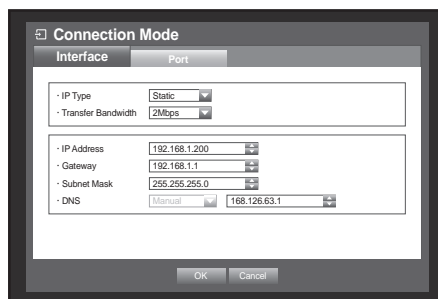 Connection Mode
Interface Port
· IP Type Static
· Transfer Bandwidth 2Mbps
· IP Address 192.168.1.200
· Gateway 192.168.1.1
· Subnet Mask 255.255.255.0
· DNS Manual 168.126.63.1
OK Cancel